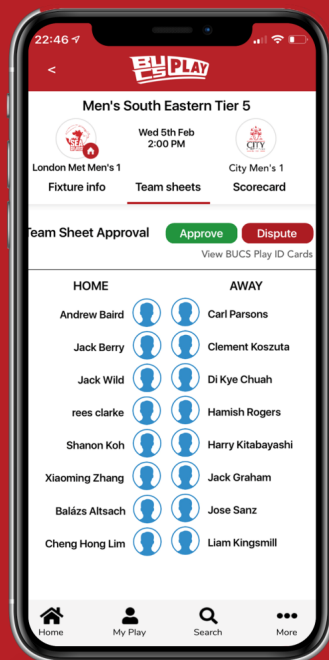 22:46
BUCS PLAY
Men's South Eastern Tier 5
Wed 5th Feb
2:00 PM
CITY
London Met Men's 1
City Men's 1
Fixture info Team sheets Scorecard
Team Sheet Approval Approve Dispute
View BUCS Play ID Cards
HOME AWAY
Andrew Baird Carl Parsons
Jack Berry Clement Koszuta
Jack Wild Di Kye Chuah
rees clarke Hamish Rogers
Shanon Koh Harry Kitabayashi
Xiaoming Zhang Jack Graham
Balázs Altsach Jose Sanz
Cheng Hong Lim Liam Kingsmill
Home My Play Search More